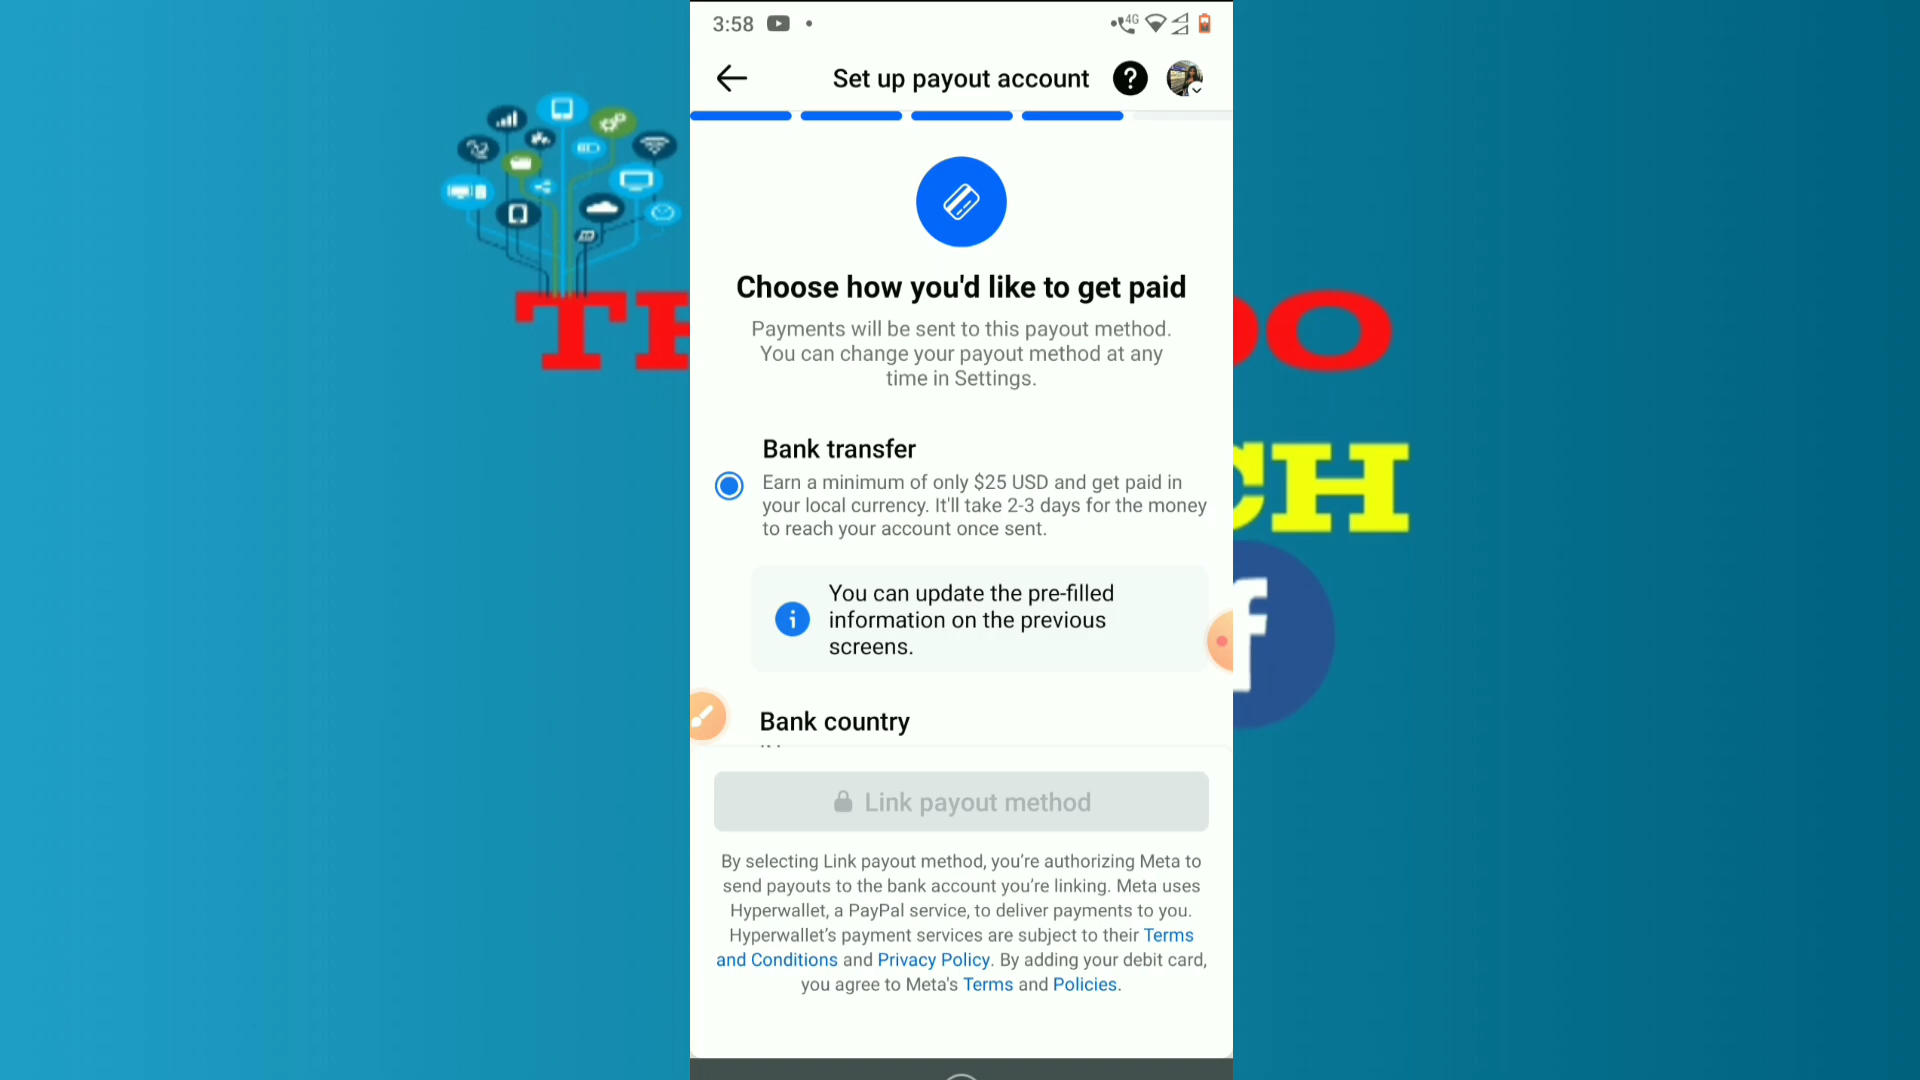 3:58
4G
Set up payout account
?
Choose how you'd like to get paid
Payments will be sent to this payout method.
You can change your payout method at any
time in Settings.
Bank transfer
Earn a minimum of only $25 USD and get paid in
your local currency. It'll take 2-3 days for the money
to reach your account once sent.
You can update the pre-filled
information on the previous
screens.
Bank country
Link payout method
By selecting Link payout method, you’re authorizing Meta to
send payouts to the bank account you’re linking. Meta uses
Hyperwallet, a PayPal service, to deliver payments to you.
Hyperwallet’s payment services are subject to their Terms
and Conditions and Privacy Policy. By adding your debit card,
you agree to Meta's Terms and Policies.